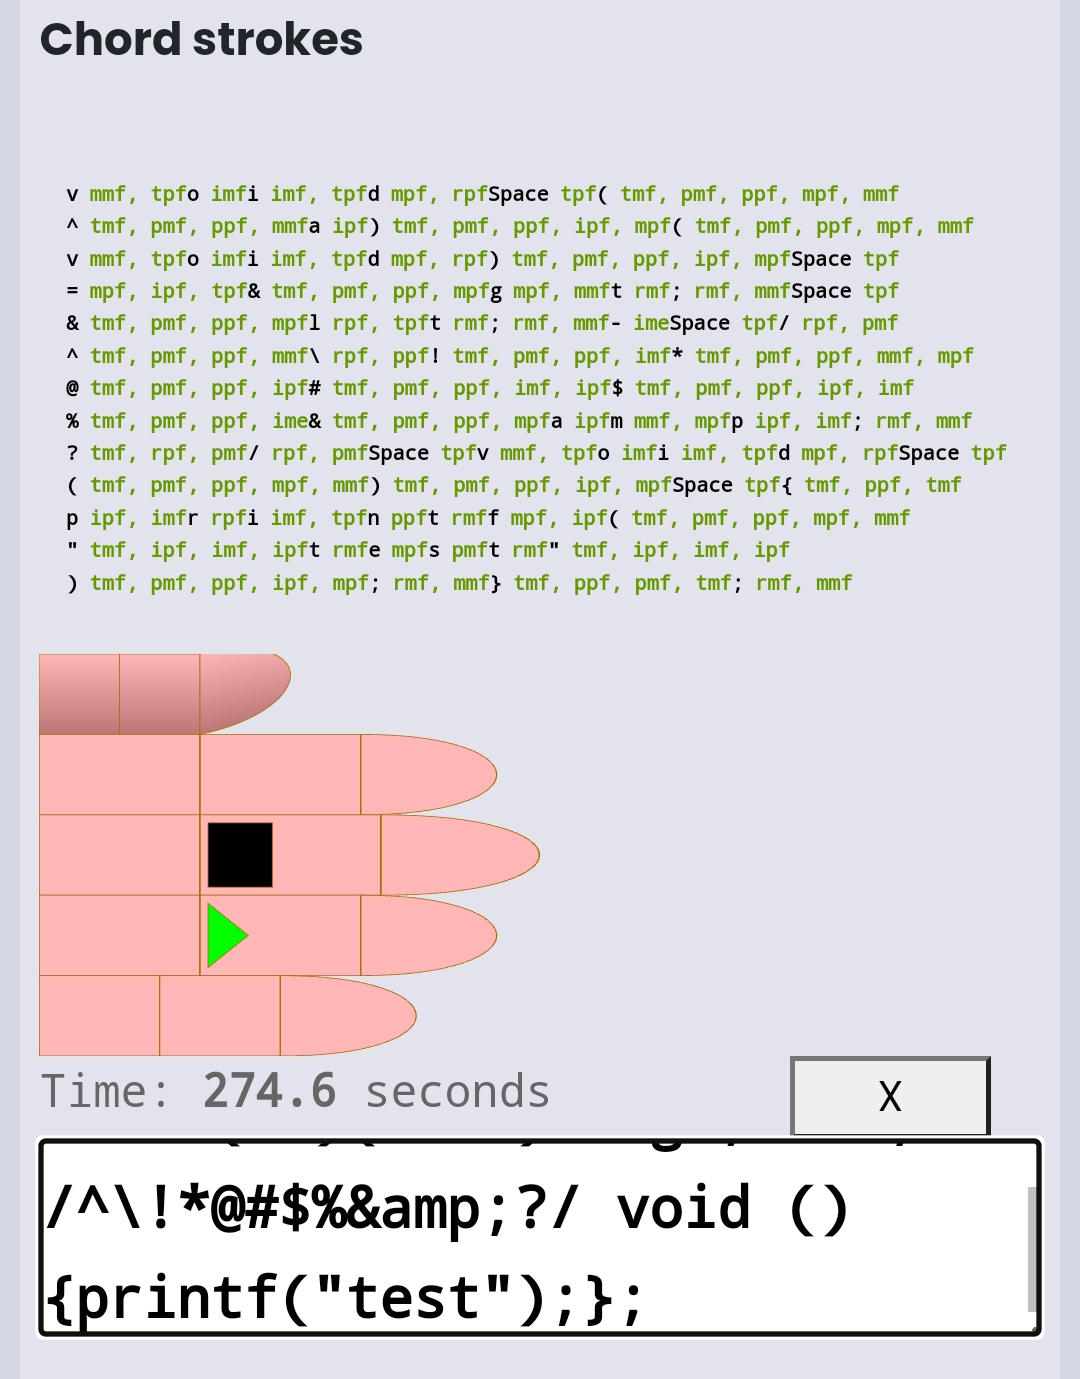 Chord strokes
v mmf, tpfo imfi imf, tpfd mpf, rpfSpace tpf( tmf, pmf, ppf, mpf, mmf
^ tmf, pmf, ppf, mmfa ipf) tmf, pmf, ppf, ipf, mpf( tmf, pmf, ppf, mpf, mmf
v mmf, tpfo imfi imf, tpfd mpf, rpf) tmf, pmf, ppf, ipf, mpfSpace tpf
= mpf, ipf, tpf& tmf, pmf, ppf, mpfg mpf, mmft rmf; rmf, mmfSpace tpf
& tmf, pmf, ppf, mpfl rpf, tpft rmf; rmf, mmf- imeSpace tpf/ rpf, pmf
^ tmf, pmf, ppf, mmf\ rpf, ppf! tmf, pmf, ppf, imf* tmf, pmf, ppf, mmf, mpf
@ tmf, pmf, ppf, ipf# tmf, pmf, ppf, imf, ipf$ tmf, pmf, ppf, ipf, imf
% tmf, pmf, ppf, ime& tmf, pmf, ppf, mpfa ipfm mmf, mpfp ipf, imf; rmf, mmf
? tmf, rpf, pmf/ rpf, pmfSpace tpfv mmf, tpfo imfi imf, tpfd mpf, rpfSpace tpf
( tmf, pmf, ppf, mpf, mmf) tmf, pmf, ppf, ipf, mpfSpace tpf{ tmf, ppf, tmf
p ipf, imfr rpfi imf, tpfn ppft rmff mpf, ipf( tmf, pmf, ppf, mpf, mmf
" tmf, ipf, imf, ipft rmfe mpfs pmft rmf" tmf, ipf, imf, ipf
) tmf, pmf, ppf, ipf, mpf; rmf, mmf} tmf, ppf, pmf, tmf; rmf, mmf
Time: 274.6 seconds
X
/^\!*@#$%&amp;?/ void ()
{printf("test");};